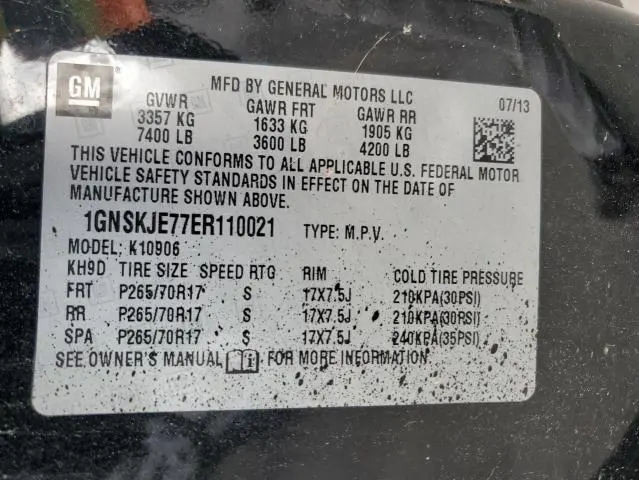 GM
MFD BY GENERAL MOTORS LLC 07/13
GVWR GAWR FRT GAWR RR
3357 KG 1633 KG 1905 KG
7400 LB 3600 LB 4200 LB
THIS VEHICLE CONFORMS TO ALL APPLICABLE U.S. FEDERAL MOTOR
VEHICLE SAFETY STANDARDS IN EFFECT ON THE DATE OF
MANUFACTURE SHOWN ABOVE.
1GNSKJE77ER110021 TYPE: M.P.V.
MODEL: K10906
KH9D TIRE SIZE SPEED RTG RIM COLD TIRE PRESSURE
FRT P265/70R17 S 17X7.5J 210KPA(30PSI)
RR P265/70R17 S 17X7.5J 210KPA(30PSI)
SPA P265/70R17 S 17X7.5J 240KPA(35PSI)
SEE OWNER'S MANUAL FOR MORE INFORMATION.